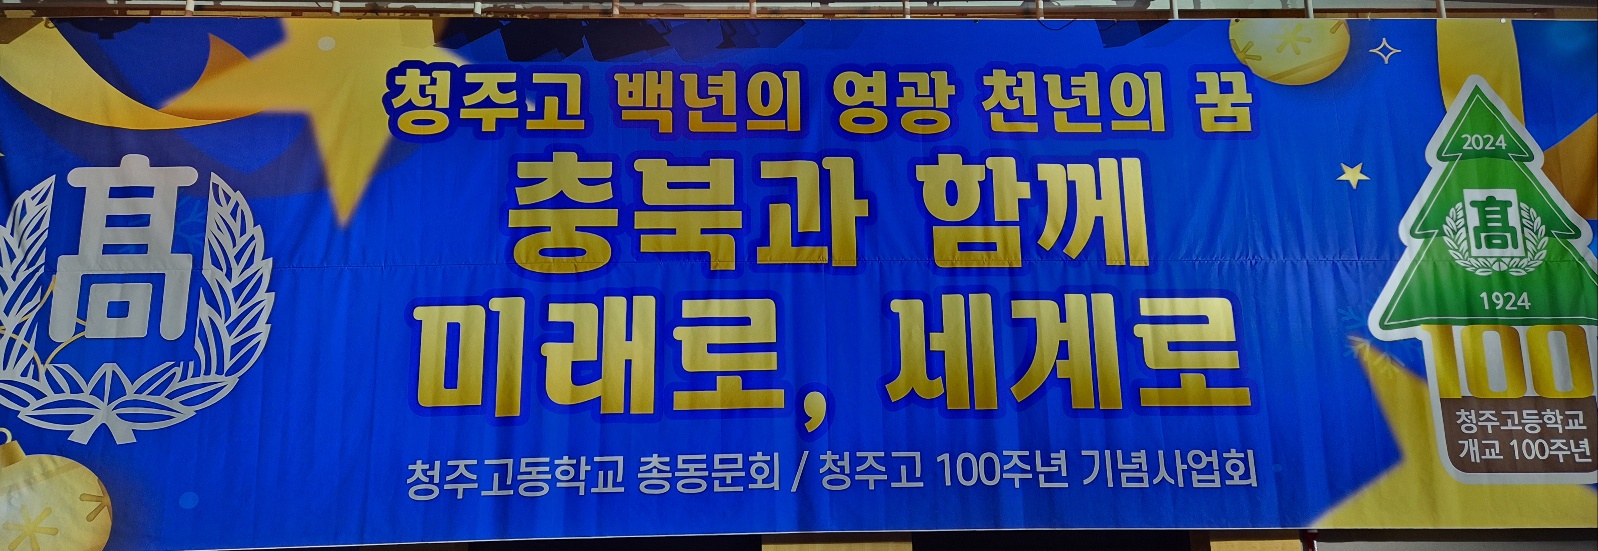 청주고 백년의 영광 천년의 꿈
충북과 함께
미래로, 세계로
청주고등학교 총동문회 / 청주고 100주년 기념사업회
高
2024
高
1924
100
청주고등학교
개교 100주년